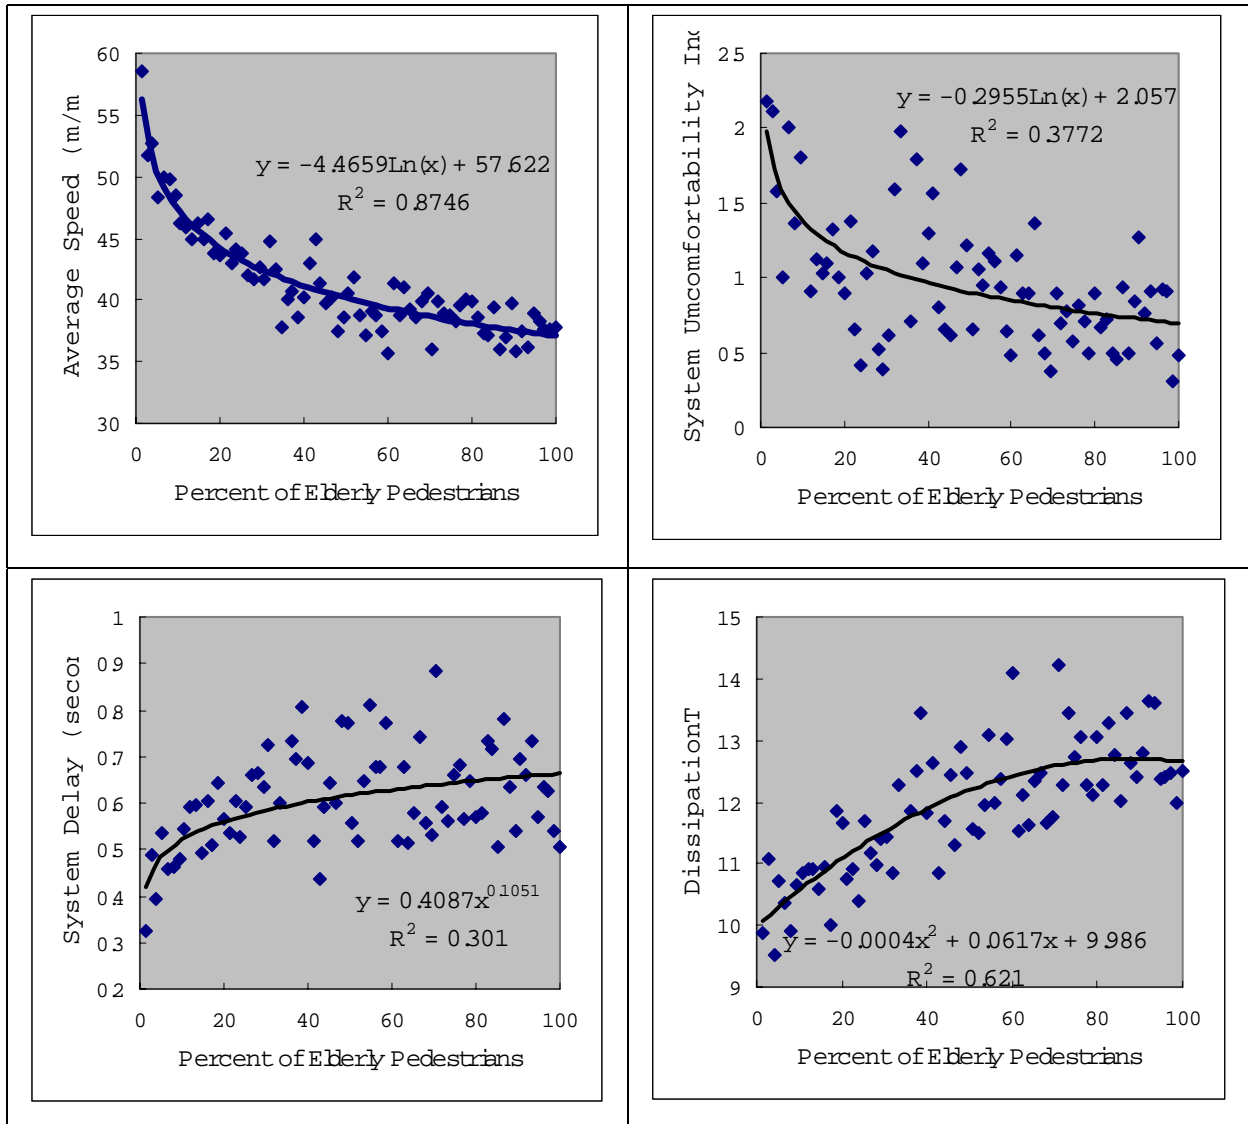 60
55
50
45
40
35
30
Average Speed (m/m
y = -4.4659Ln(x) + 57.622
R² = 0.8746
0 20 40 60 80 100
Percent of Elderly Pedestrians
2.5
2
1.5
1
0.5
0
System Umcomfortability Ind
y = -0.2955Ln(x) + 2.057
R² = 0.3772
0 20 40 60 80 100
Percent of Elderly Pedestrians
1
0.9
0.8
0.7
0.6
0.5
0.4
0.3
0.2
System Delay (secon
y = 0.4087x^0.1051
R² = 0.301
0 20 40 60 80 100
Percent of Elderly Pedestrians
15
14
13
12
11
10
9
DissipationT
y = -0.0004x² + 0.0617x + 9.986
R² = 0.621
0 20 40 60 80 100
Percent of Elderly Pedestrians